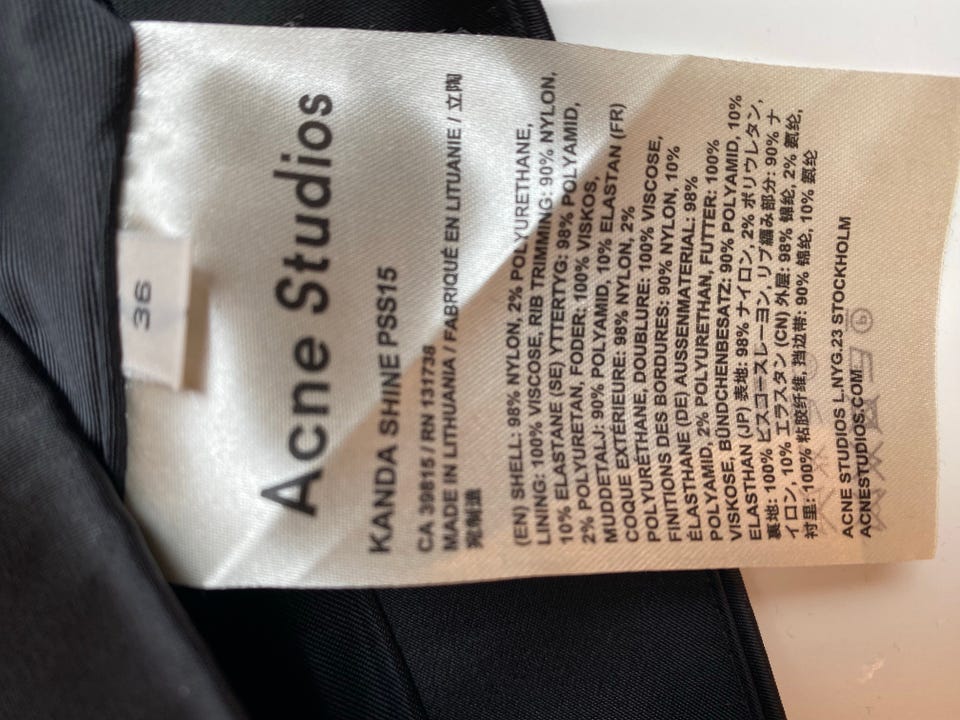 36
Acne Studios
KANDA SHINE PSS15
CA 39815 / RN 131738
MADE IN LITHUANIA / FABRIQUÉ EN LITUANIE / 立陶
宛制造
(EN) SHELL: 98% NYLON, 2% POLYURETHANE,
LINING: 100% VISCOSE, RIB TRIMMING: 90% NYLON,
10% ELASTANE (SE) YTTERTYG: 98% POLYAMID,
2% POLYURETAN, FODER: 100% VISKOS,
MUDDETALJ: 90% POLYAMID, 10% ELASTAN (FR)
COQUE EXTÉRIEURE: 98% NYLON, 2%
POLYURÉTHANE, DOUBLURE: 100% VISCOSE,
FINITIONS DES BORDURES: 90% NYLON, 10%
ÉLASTHANE (DE) AUSSENMATERIAL: 98%
POLYAMID, 2% POLYURETHAN, FUTTER: 100%
VISKOSE, BÜNDCHENBESATZ: 90% POLYAMID, 10%
ELASTHAN (JP) 表地: 98% ナイロン, 2% ポリウレタン,
裏地: 100% ビスコースレーヨン, リブ編み部分: 90% ナ
イロン, 10% エラスタン (CN) 外层: 98% 锦纶, 2% 氨纶,
衬里: 100% 粘胶纤维, 挡边带: 90% 锦纶, 10% 氨纶
ACNE STUDIOS L.NYG.23 STOCKHOLM
ACNESTUDIOS.COM